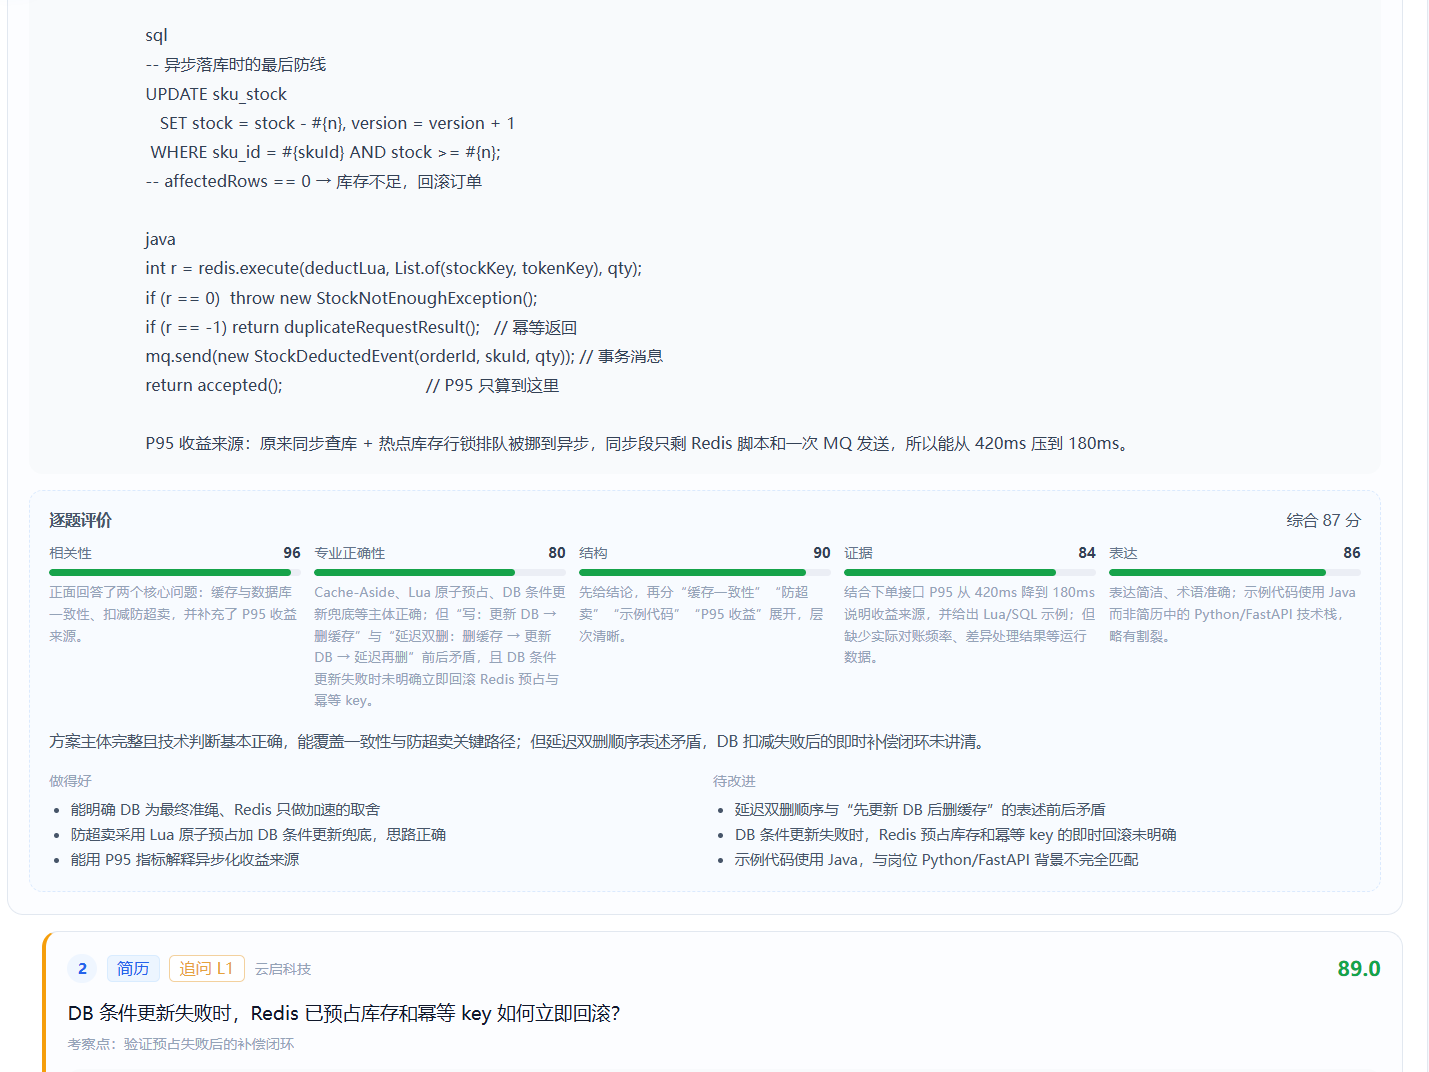 sql
-- 异步落库时的最后防线
UPDATE sku_stock
SET stock = stock - #{n}, version = version + 1
WHERE sku_id = #{skuId} AND stock >= #{n};
-- affectedRows == 0 → 库存不足，回滚订单
java
int r = redis.execute(deductLua, List.of(stockKey, tokenKey), qty);
if (r == 0)  throw new StockNotEnoughException();
if (r == -1) return duplicateRequestResult();   // 幂等返回
mq.send(new StockDeductedEvent(orderId, skuId, qty)); // 事务消息
return accepted();                              // P95 只算到这里
P95 收益来源：原来同步查库 + 热点库存行锁排队被挪到异步，同步段只剩 Redis 脚本和一次 MQ 发送，所以能从 420ms 压到 180ms。
逐题评价
综合 87 分
相关性 96
正面回答了两个核心问题：缓存与数据库
一致性、扣减防超卖，并补充了 P95 收益
来源。
专业正确性 80
Cache-Aside、Lua 原子预占、DB 条件更
新兜底等主体正确；但“写：更新 DB →
删缓存”与“延迟双删：删缓存 → 更新
DB → 延迟再删”前后矛盾，且 DB 条件
更新失败时未明确立即回滚 Redis 预占与
幂等 key。
结构 90
先给结论，再分“缓存一致性”“防超
卖”“示例代码”“P95 收益”展开，层
次清晰。
证据 84
结合下单接口 P95 从 420ms 降到 180ms
说明收益来源，并给出 Lua/SQL 示例；但
缺少实际对账频率、差异处理结果等运行
数据。
表达 86
表达简洁、术语准确；示例代码使用 Java
而非简历中的 Python/FastAPI 技术栈，
略有割裂。
方案主体完整且技术判断基本正确，能覆盖一致性与防超卖关键路径；但延迟双删顺序表述矛盾，DB 扣减失败后的即时补偿闭环未讲清。
做得好
• 能明确 DB 为最终准绳、Redis 只做加速的取舍
• 防超卖采用 Lua 原子预占加 DB 条件更新兜底，思路正确
• 能用 P95 指标解释异步化收益来源
待改进
• 延迟双删顺序与“先更新 DB 后删缓存”的表述前后矛盾
• DB 条件更新失败时，Redis 预占库存和幂等 key 的即时回滚未明确
• 示例代码使用 Java，与岗位 Python/FastAPI 背景不完全匹配
2 简历 追问 L1 云启科技 89.0
DB 条件更新失败时，Redis 已预占库存和幂等 key 如何立即回滚？
考察点：验证预占失败后的补偿闭环